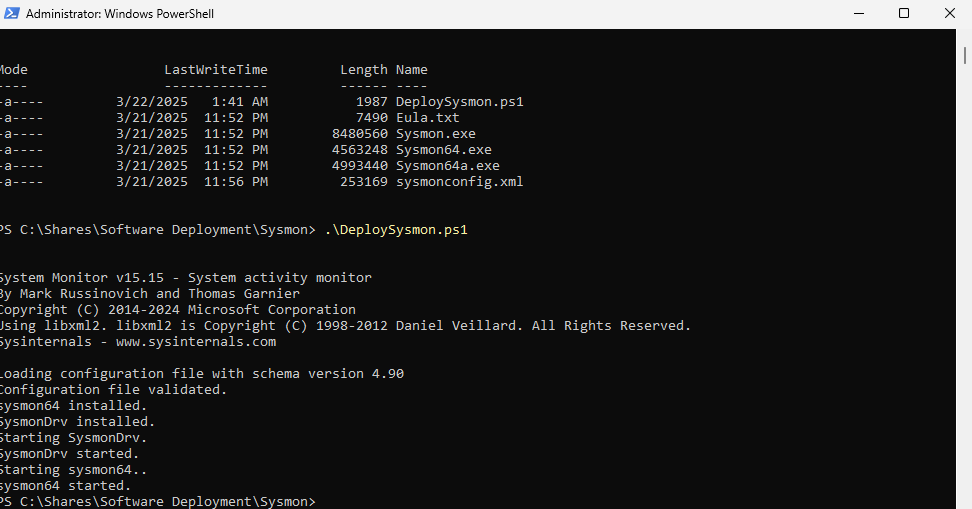 Administrator: Windows PowerShell
Mode LastWriteTime Length Name
---- ------------- ------ ----
-a---- 3/22/2025 1:41 AM 1987 DeploySysmon.ps1
-a---- 3/21/2025 11:52 PM 7490 Eula.txt
-a---- 3/21/2025 11:52 PM 8480560 Sysmon.exe
-a---- 3/21/2025 11:52 PM 4563248 Sysmon64.exe
-a---- 3/21/2025 11:52 PM 4993440 Sysmon64a.exe
-a---- 3/21/2025 11:56 PM 253169 sysmonconfig.xml
PS C:\Shares\Software Deployment\Sysmon> .\DeploySysmon.ps1
System Monitor v15.15 - System activity monitor
By Mark Russinovich and Thomas Garnier
Copyright (C) 2014-2024 Microsoft Corporation
Using libxml2. libxml2 is Copyright (C) 1998-2012 Daniel Veillard. All Rights Reserved.
Sysinternals - www.sysinternals.com
Loading configuration file with schema version 4.90
Configuration file validated.
sysmon64 installed.
SysmonDrv installed.
Starting SysmonDrv.
SysmonDrv started.
Starting sysmon64..
sysmon64 started.
PS C:\Shares\Software Deployment\Sysmon>